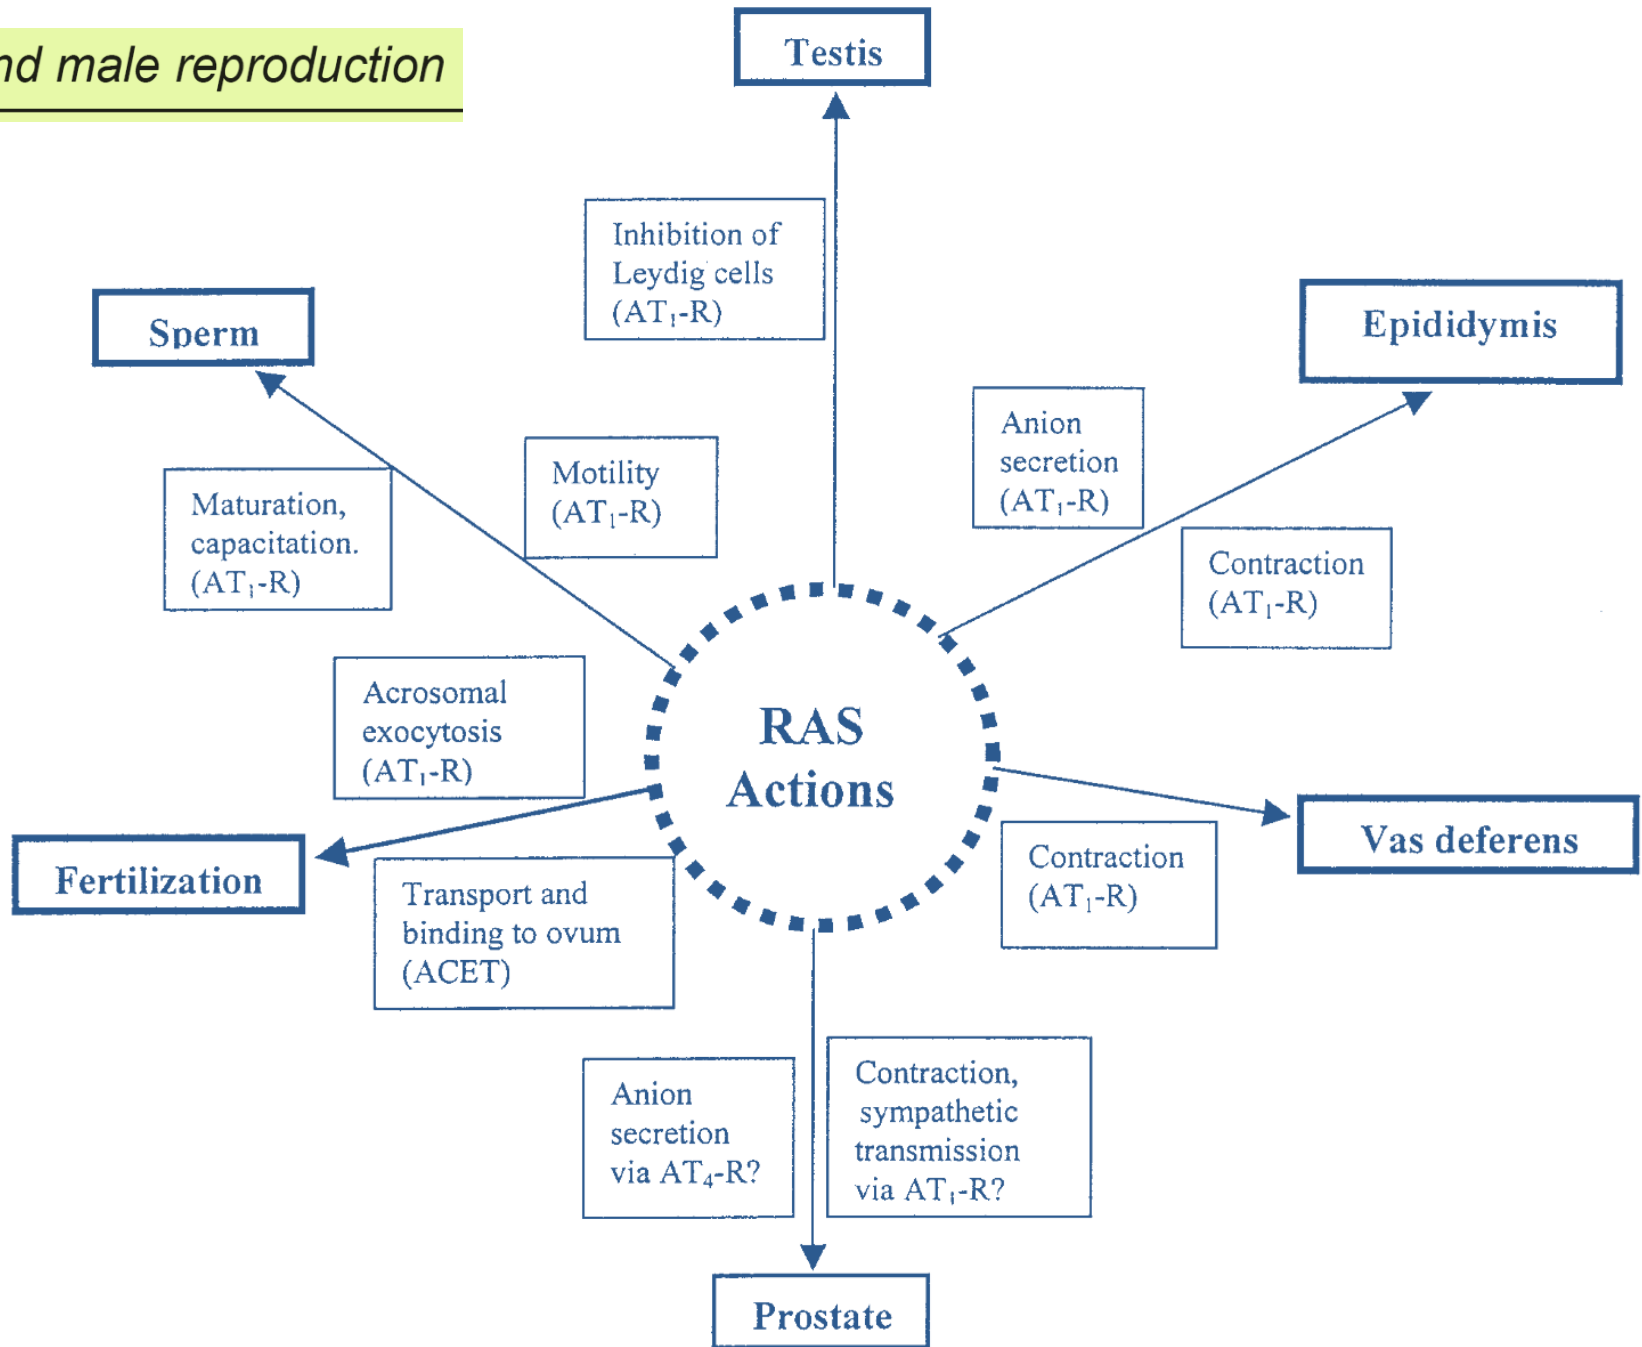 nd male reproduction
Testis
Inhibition of
Leydig cells
(AT₁-R)
Sperm
Epididymis
Motility
(AT₁-R)
Maturation,
capacitation.
(AT₁-R)
Anion
secretion
(AT₁-R)
Contraction
(AT₁-R)
Acrosomal
exocytosis
(AT₁-R)
RAS
Actions
Fertilization
Transport and
binding to ovum
(ACET)
Contraction
(AT₁-R)
Vas deferens
Anion
secretion
via AT₄-R?
Contraction,
sympathetic
transmission
via AT₁-R?
Prostate